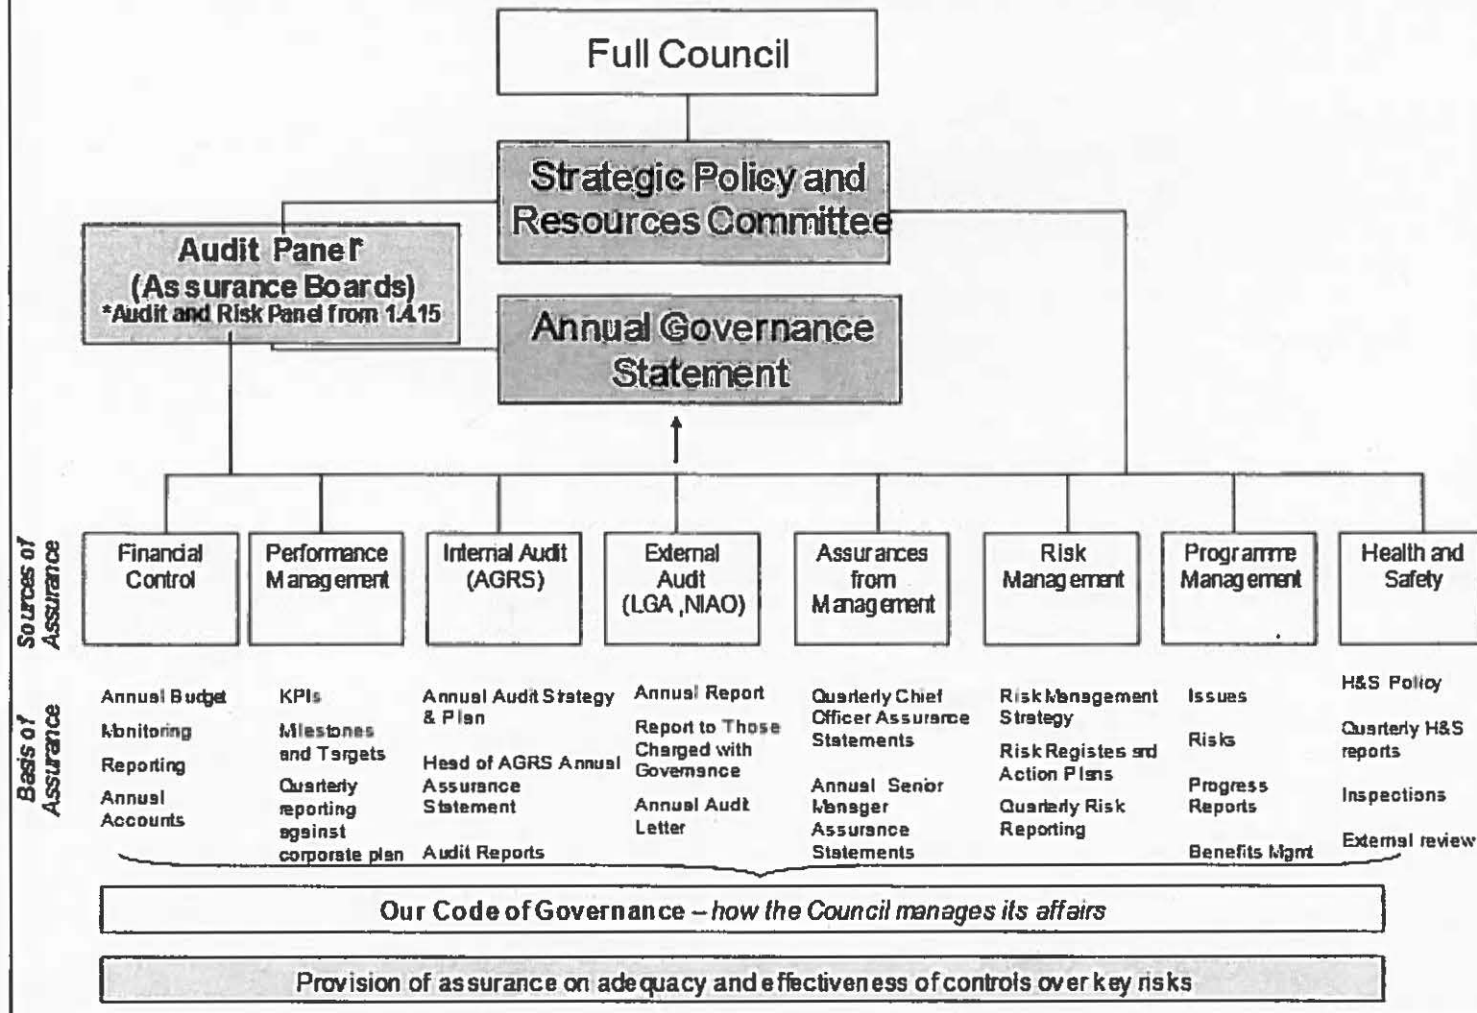 Full Council
Strategic Policy and
Resources Committee
Audit Panel*
(Assurance Boards)
*Audit and Risk Panel from 1.4.15
Annual Governance
Statement
Sources of
Assurance
Financial
Control
Performance
Management
Internal Audit
(AGRS)
External
Audit
(LGA ,NIAO)
Assurances
from
Management
Risk
Management
Programme
Management
Health and
Safety
Basis of
Assurance
Annual Budget
Monitoring
Reporting
Annual
Accounts
KPIs
Milestones
and Targets
Quarterly
reporting
against
corporate plan
Annual Audit Strategy
& Plan
Head of AGRS Annual
Assurance
Statement
Audit Reports
Annual Report
Report to Those
Charged with
Governance
Annual Audit
Letter
Quarterly Chief
Officer Assurance
Statements
Annual Senior
Manager
Assurance
Statements
Risk Management
Strategy
Risk Registes and
Action Plans
Quarterly Risk
Reporting
Issues
Risks
Progress
Reports
Benefits Mgmt
H&S Policy
Quarterly H&S
reports
Inspections
External review
Our Code of Governance – how the Council manages its affairs
Provision of assurance on adequacy and effectiveness of controls over key risks